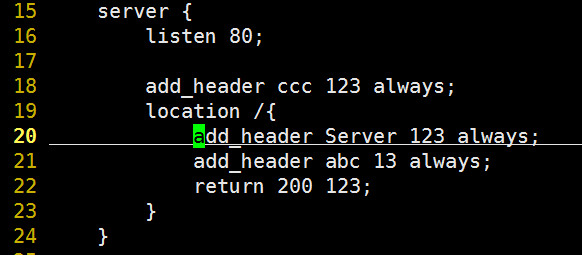 15 server {
16 listen 80;
17
18 add_header ccc 123 always;
19 location /{
20 add_header Server 123 always;
21 add_header abc 13 always;
22 return 200 123;
23 }
24 }